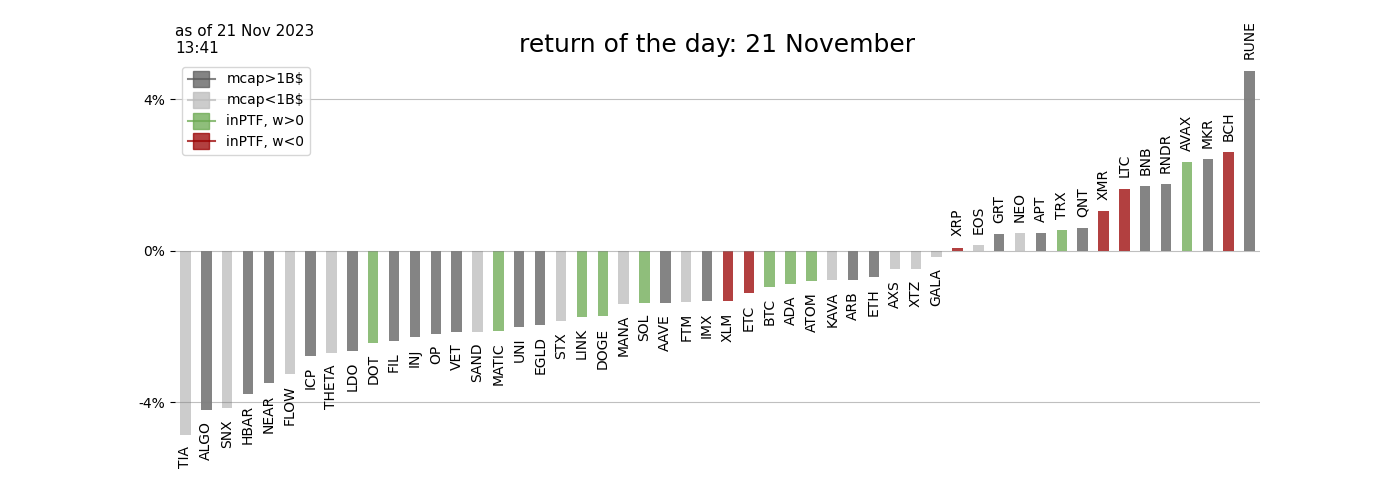 as of 21 Nov 2023
13:41
return of the day: 21 November
mcap>1B$
mcap<1B$
inPTF, w>0
inPTF, w<0
4%
0%
-4%
TIA
ALGO
SNX
HBAR
NEAR
FLOW
ICP
THETA
LDO
DOT
FIL
INJ
OP
VET
SAND
MATIC
UNI
EGLD
STX
LINK
DOGE
MANA
SOL
AAVE
FTM
IMX
XLM
ETC
BTC
ADA
ATOM
KAVA
ARB
ETH
AXS
XTZ
GALA
XRP
EOS
GRT
NEO
APT
TRX
QNT
XMR
LTC
BNB
RNDR
AVAX
MKR
BCH
RUNE